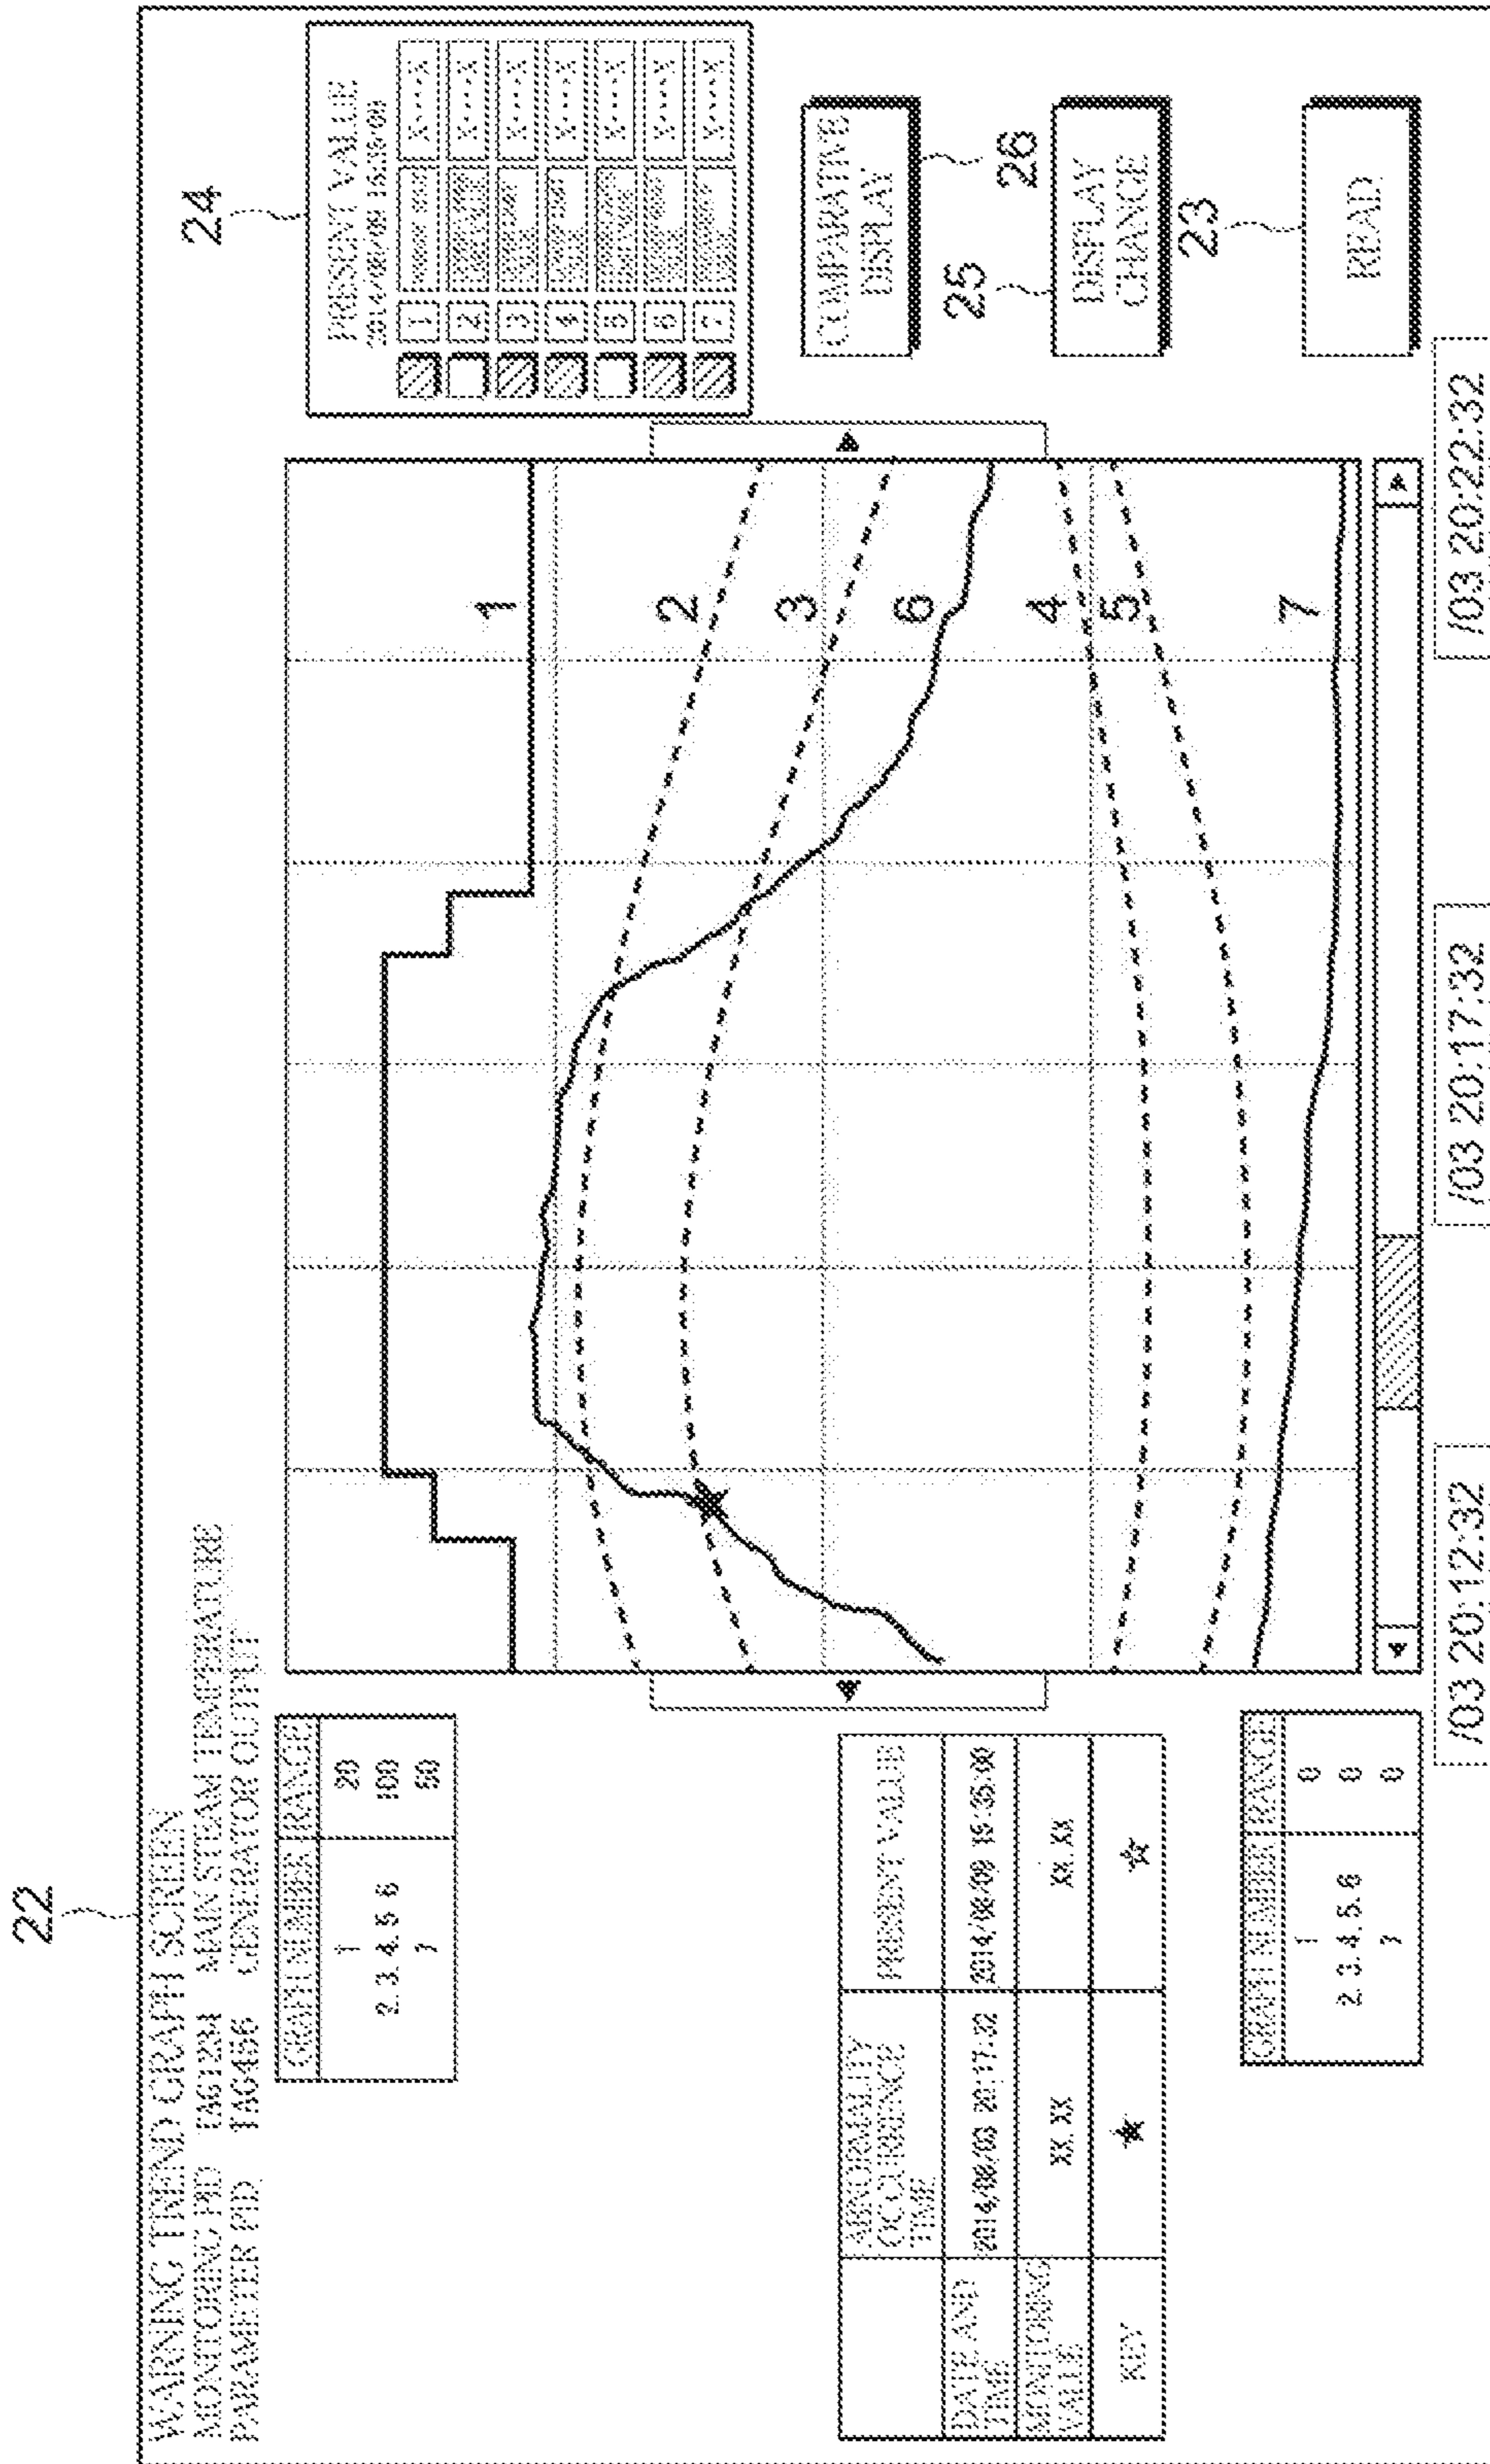 22
WARNING TREND GRAPH SCREEN
MONITORING PID TAG1234 MAIN STEAM TEMPERATURE
PARAMETER PID TAG456 GENERATOR OUTPUT
24
GRAPH NUMBER RANGE
1 20
2. 3. 4. 5 6 100
7 50
PRESENT VALUE
1 X···X
2 X···X
3 X···X
4 X···X
5 X···X
6 X···X
7 X···X
1
2
3
6
4
5
7
ABNORMALITY OCCURRENCE TIME PRESENT VALUE
DATE AND TIME 2014/08/03 20:17:32 2014/08/09
MONITORING VALUE XX. XX XX. XX
KEY ★ ☆
COMPARATIVE
DISPLAY
26
25
DISPLAY
CHANGE
23
READ
GRAPH NUMBER RANGE
1 0
2. 3. 4. 5. 6 0
7 0
/03 20:12:32 /03 20:17:32 /03 20:22:32